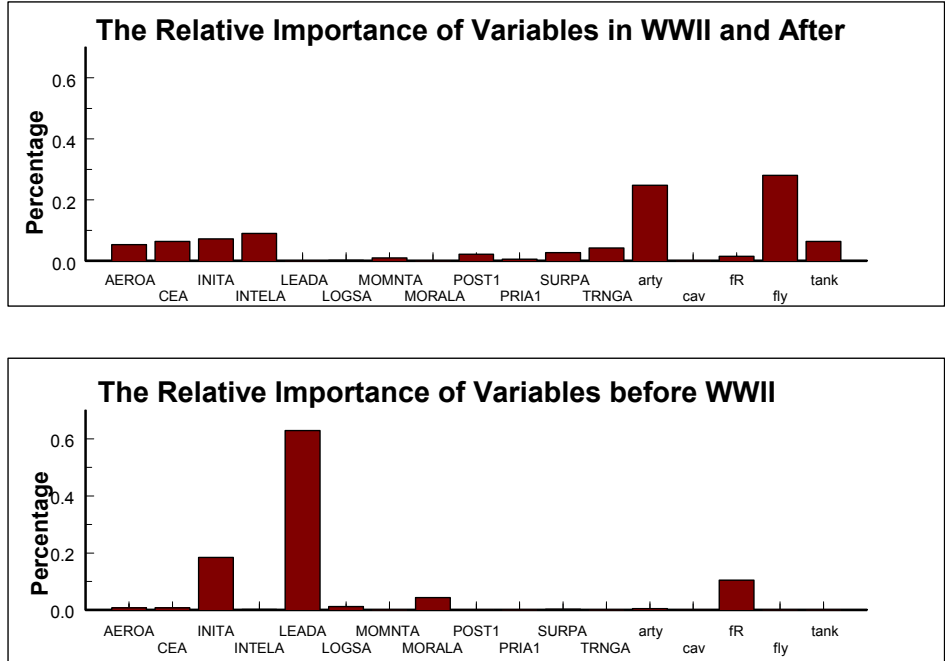 The Relative Importance of Variables in WWII and After
Percentage
0.6
0.4
0.2
0.0
AEROA INITA LEADA MOMNTA POST1 SURPA arty fR tank
CEA INTELA LOGSA MORALA PRIA1 TRNGA cav fly
The Relative Importance of Variables before WWII
Percentage
0.6
0.4
0.2
0.0
AEROA INITA LEADA MOMNTA POST1 SURPA arty fR tank
CEA INTELA LOGSA MORALA PRIA1 TRNGA cav fly